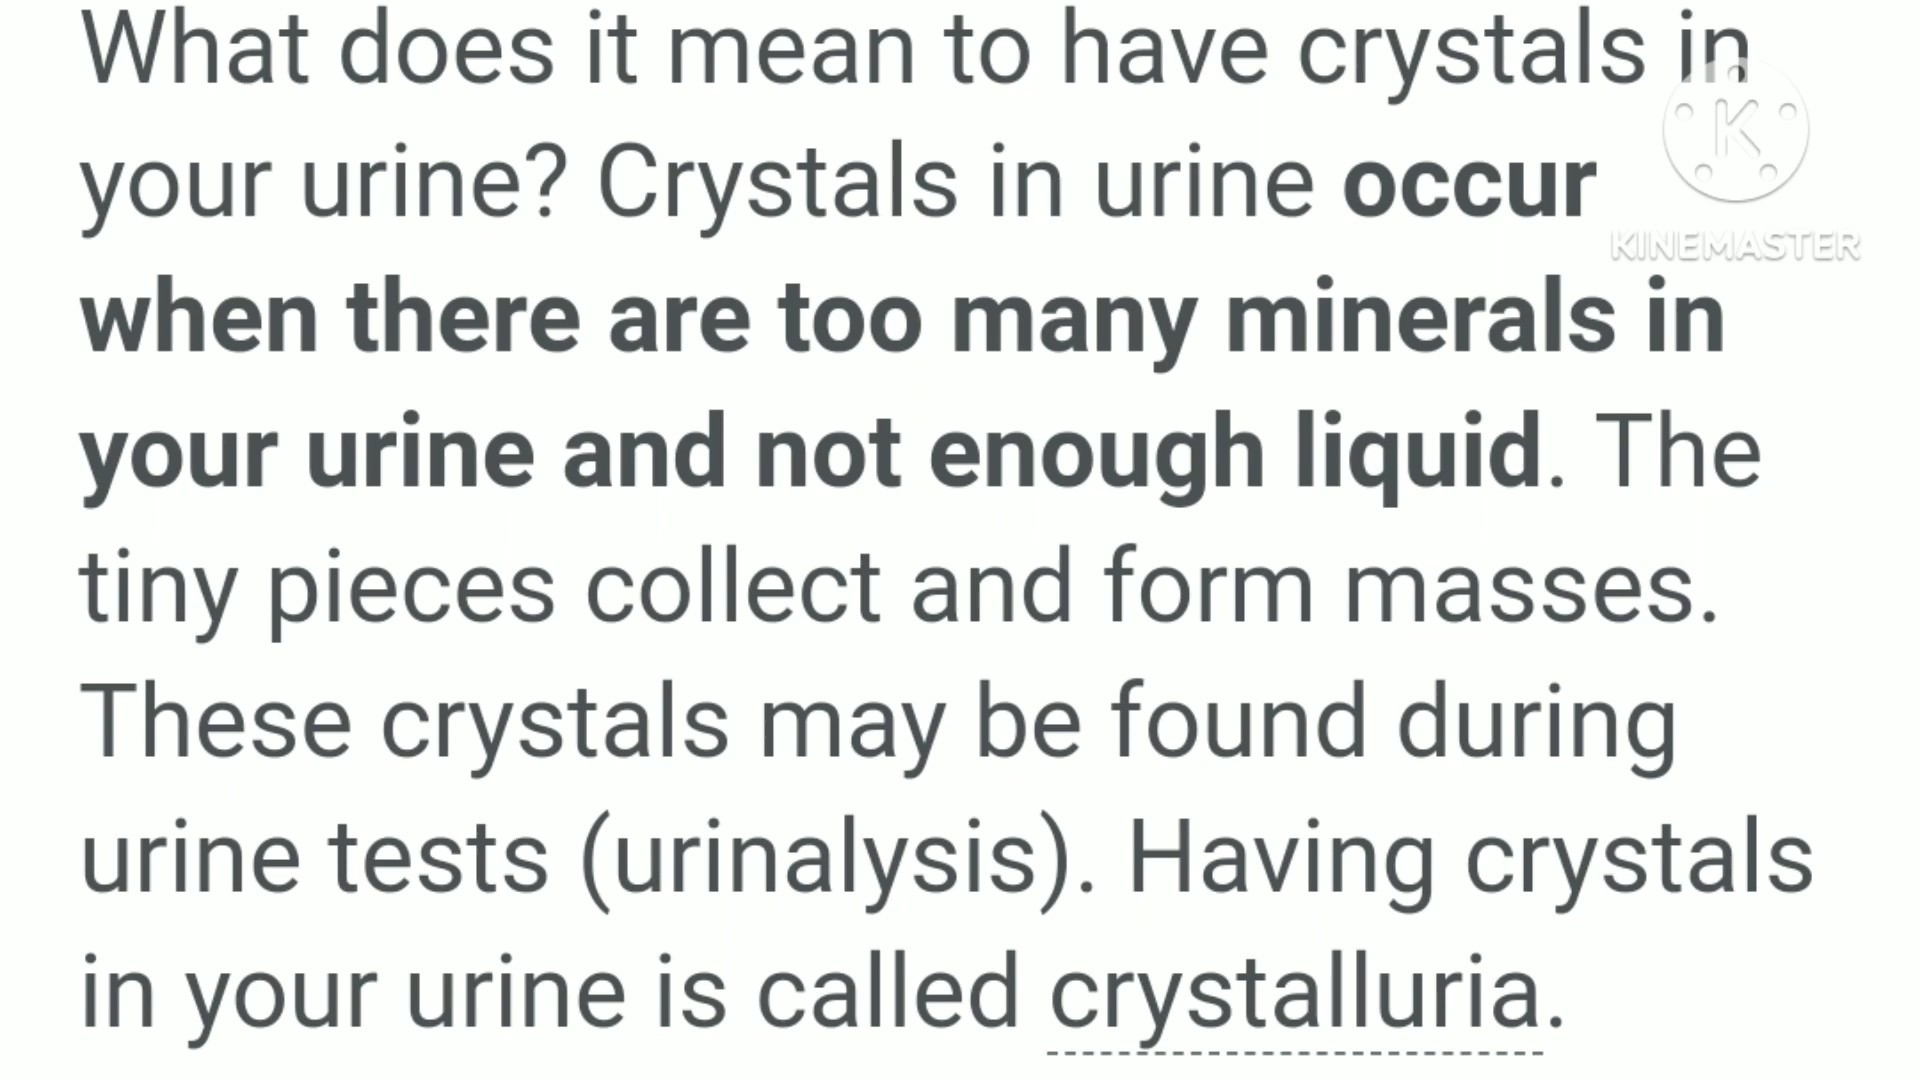 What does it mean to have crystals in
your urine? Crystals in urine occur
KINEMASTER
when there are too many minerals in
your urine and not enough liquid. The
tiny pieces collect and form masses.
These crystals may be found during
urine tests (urinalysis). Having crystals
in your urine is called crystalluria.